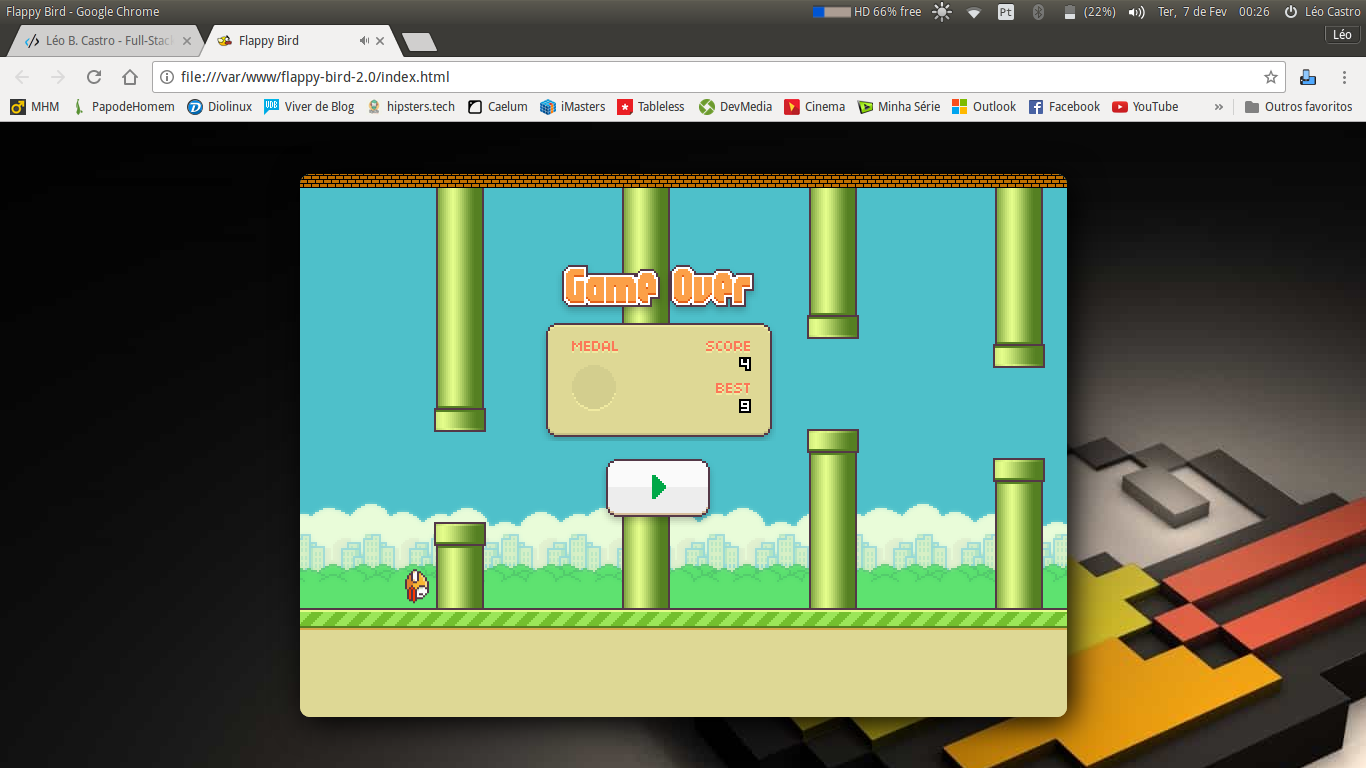 Flappy Bird - Google Chrome HD 66% free Pt (22%) Ter, 7 de Fev 00:26 Léo Castro
Léo B. Castro - Full-Stac Flappy Bird Léo
file:///var/www/flappy-bird-2.0/index.html
MHM PapodeHomem Diolinux Viver de Blog hipsters.tech Caelum iMasters Tableless DevMedia Cinema Minha Série Outlook Facebook YouTube » Outros favoritos
Game Over
MEDAL SCORE
4
BEST
9